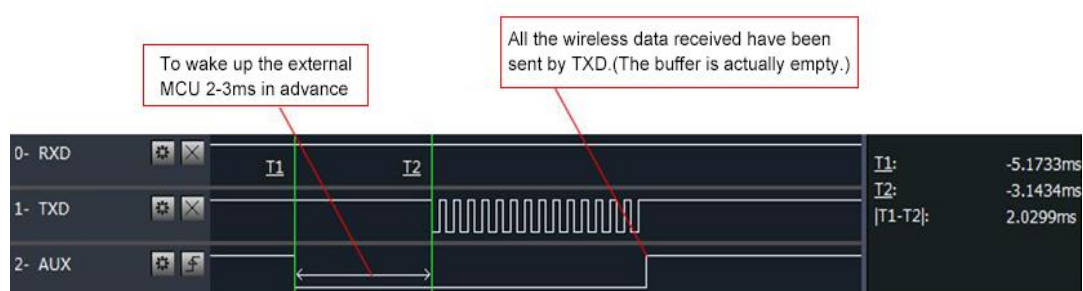 To wake up the external
MCU 2-3ms in advance
All the wireless data received have been
sent by TXD.(The buffer is actually empty.)
0- RXD
T1
T2
1- TXD
2- AUX
T1: -5.1733ms
T2: -3.1434ms
|T1-T2|: 2.0299ms